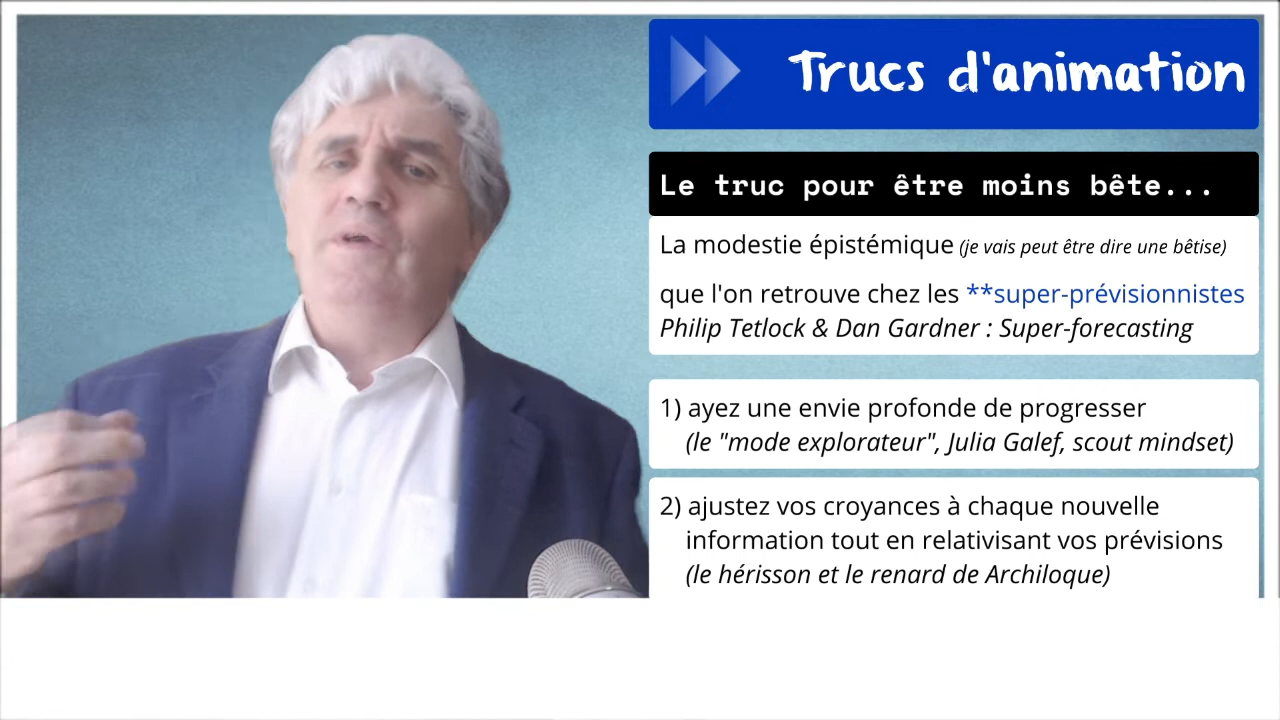 Trucs d'animation
Le truc pour être moins bête...
La modestie épistémique (je vais peut être dire une bêtise)
que l'on retrouve chez les **super-prévisionnistes
Philip Tetlock & Dan Gardner : Super-forecasting
1) ayez une envie profonde de progresser
(le "mode explorateur", Julia Galef, scout mindset)
2) ajustez vos croyances à chaque nouvelle
information tout en relativisant vos prévisions
(le hérisson et le renard de Archiloque)